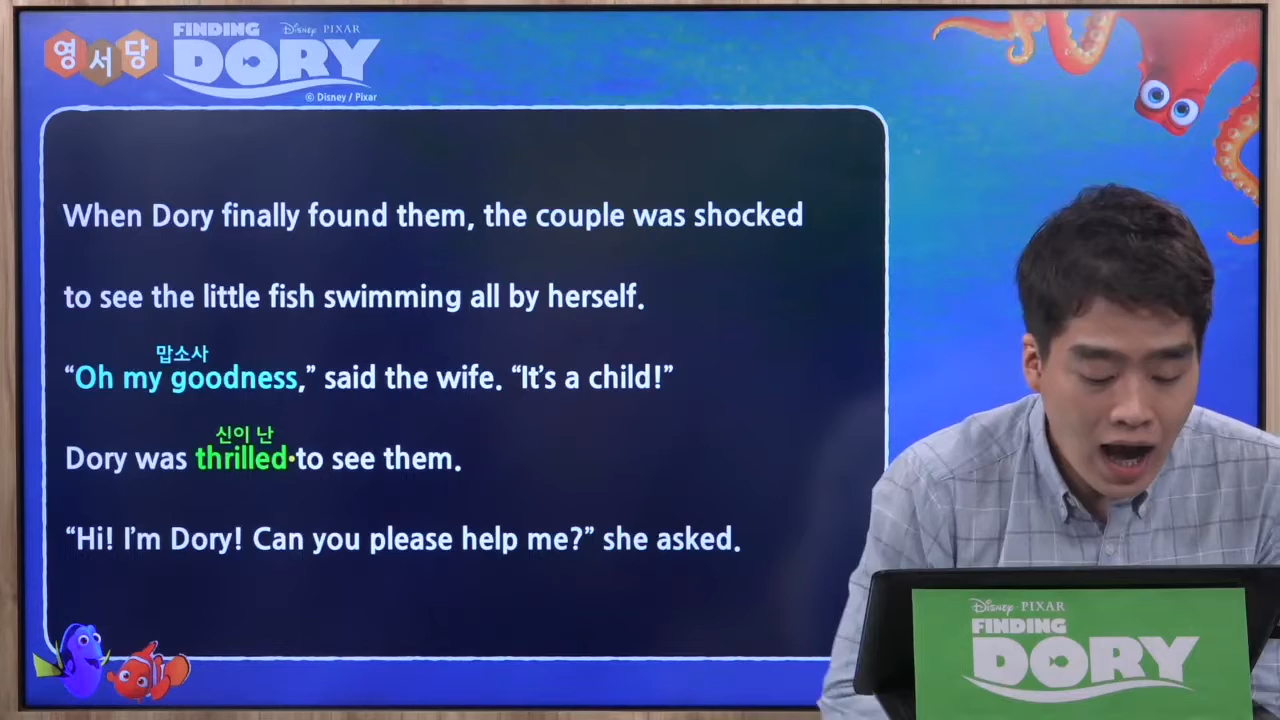 영서당
FINDING
DORY
Disney PIXAR
© Disney / Pixar
When Dory finally found them, the couple was shocked
to see the little fish swimming all by herself.
맙소사
“Oh my goodness,” said the wife. “It’s a child!”
신이 난
Dory was thrilled·to see them.
“Hi! I’m Dory! Can you please help me?” she asked.
Disney PIXAR
FINDING
DORY